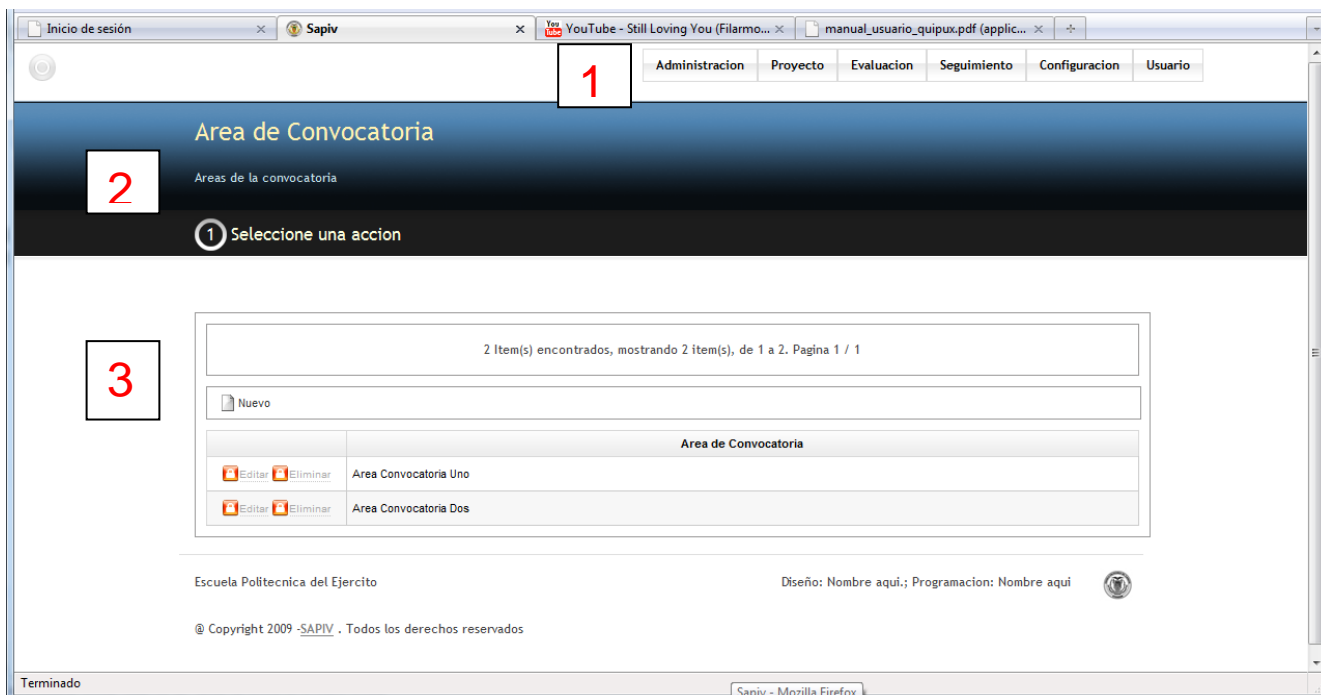 Inicio de sesión Sapiv YouTube - Still Loving You (Filarmo... manual_usuario_quipux.pdf (applic...
1 Administracion Proyecto Evaluacion Seguimiento Configuracion Usuario
Area de Convocatoria
2 Areas de la convocatoria
1 Seleccione una accion
2 Item(s) encontrados, mostrando 2 item(s), de 1 a 2. Pagina 1 / 1
3
Nuevo
Area de Convocatoria
Editar Eliminar Area Convocatoria Uno
Editar Eliminar Area Convocatoria Dos
Escuela Politecnica del Ejercito Diseño: Nombre aqui.; Programacion: Nombre aqui
@ Copyright 2009 -SAPIV . Todos los derechos reservados
Terminado Sapiv - Mozilla Firefox